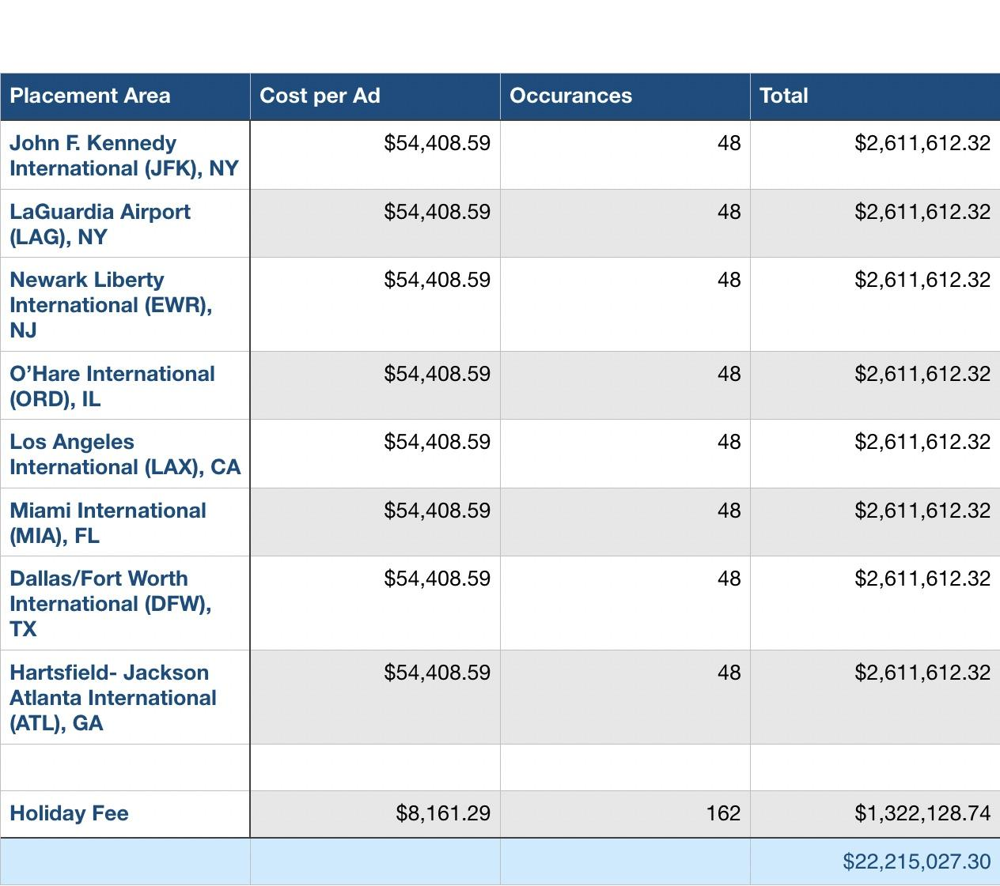 Placement Area Cost per Ad Occurances Total
John F. Kennedy $54,408.59 48 $2,611,612.32
International (JFK), NY
LaGuardia Airport $54,408.59 48 $2,611,612.32
(LAG), NY
Newark Liberty $54,408.59 48 $2,611,612.32
International (EWR),
NJ
O’Hare International $54,408.59 48 $2,611,612.32
(ORD), IL
Los Angeles $54,408.59 48 $2,611,612.32
International (LAX), CA
Miami International $54,408.59 48 $2,611,612.32
(MIA), FL
Dallas/Fort Worth $54,408.59 48 $2,611,612.32
International (DFW),
TX
Hartsfield- Jackson $54,408.59 48 $2,611,612.32
Atlanta International
(ATL), GA
Holiday Fee $8,161.29 162 $1,322,128.74
$22,215,027.30